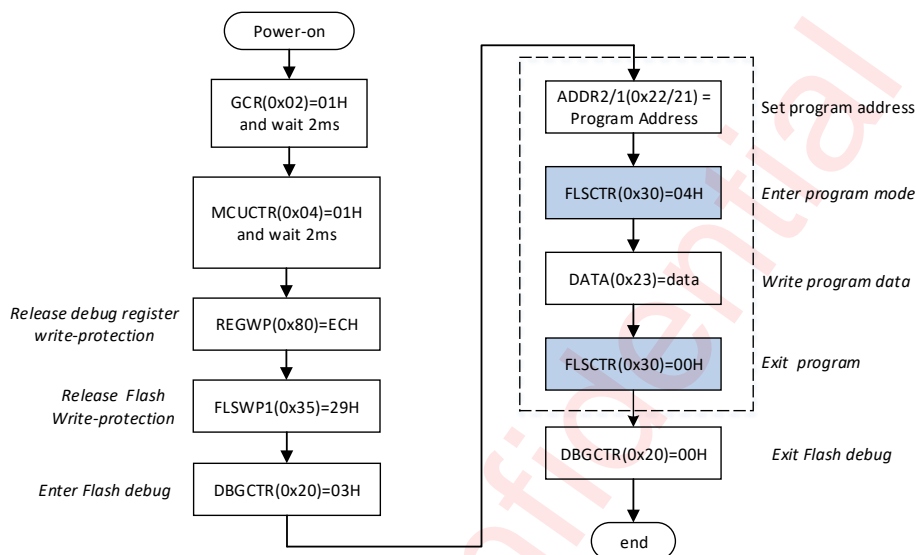 Power-on
GCR(0x02)=01H
and wait 2ms
MCUCTR(0x04)=01H
and wait 2ms
Release debug register
write-protection
REGWP(0x80)=ECH
Release Flash
Write-protection
FLSWP1(0x35)=29H
Enter Flash debug
DBGCTR(0x20)=03H
ADDR2/1(0x22/21) =
Program Address
Set program address
FLSCTR(0x30)=04H
Enter program mode
DATA(0x23)=data
Write program data
FLSCTR(0x30)=00H
Exit program
DBGCTR(0x20)=00H
Exit Flash debug
end
nfidential